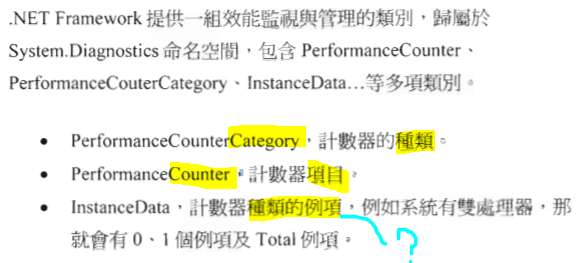 .NET Framework 提供一組效能監視與管理的類別，歸屬於
System.Diagnostics 命名空間，包含 PerformanceCounter、
PerformanceCouterCategory、InstanceData…等多項類別。
• PerformanceCounterCategory，計數器的種類。
• PerformanceCounter，計數器項目。
• InstanceData，計數器種類的例項，例如系統有雙處理器，那
就會有 0、1 個例項及 Total 例項。
?